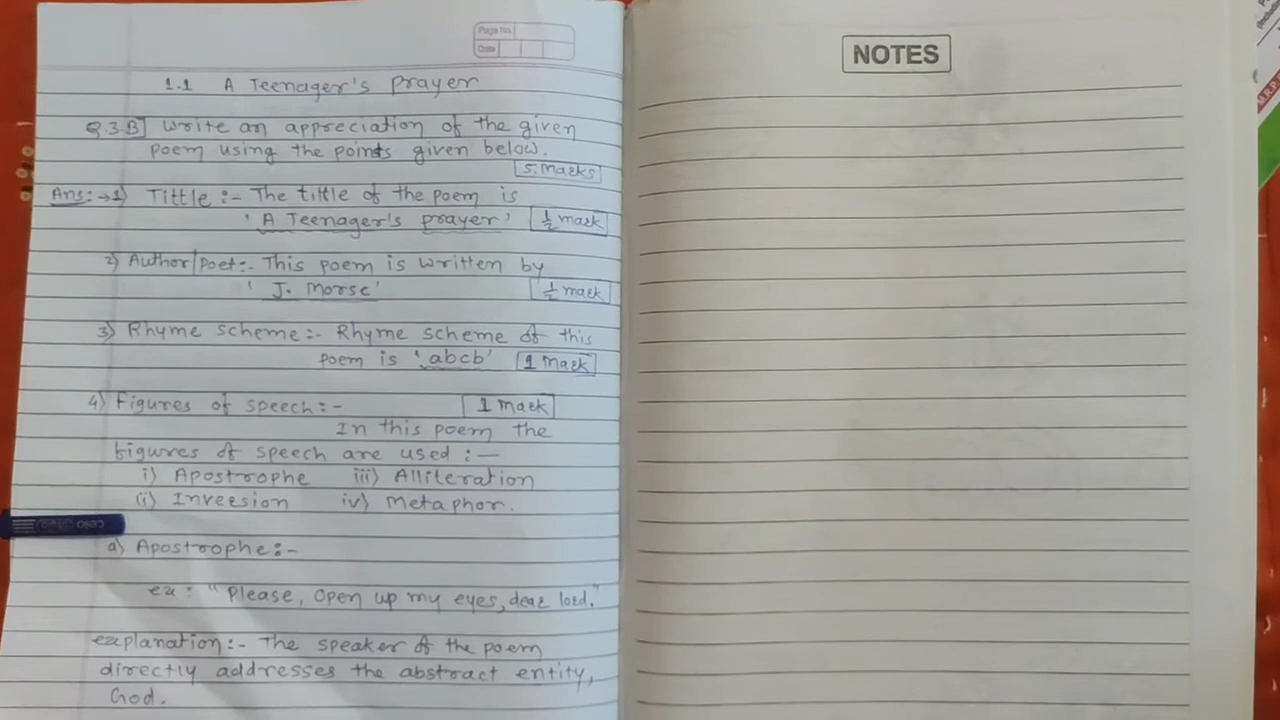 Page No.
Date
1.1 A Teenager's prayer
Q.3.B] Write an appreciation of the given
poem using the points given below.
5. Marks
Ans:→ 1) Tittle :- The tittle of the poem is
'A Teenager's prayer' 1/2 mark
2) Author/Poet:- This poem is written by
'J. Morse' 1/2 mark
3) Rhyme scheme:- Rhyme scheme of this
poem is 'abcb' 1 Mark
4) Figures of speech:- 1 Mark
In this poem the
figures of speech are used :-
i) Apostrophe iii) Alliteration
ii) Inversion iv) Metaphor.
a) Apostrophe:-
ex: "Please, open up my eyes, dear lord."
explanation:- The speaker of the poem
directly addresses the abstract entity,
God.
NOTES